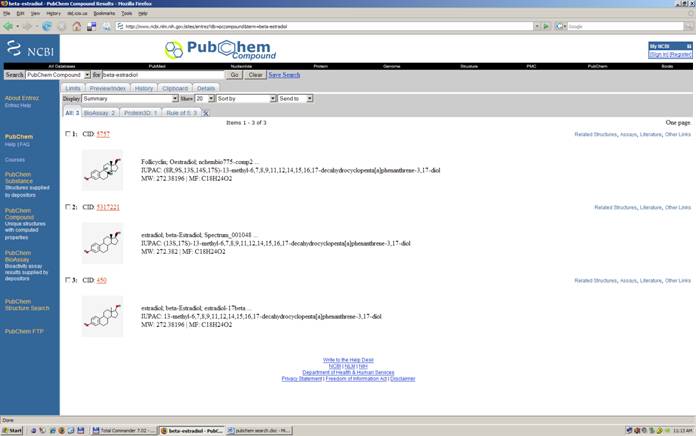 beta-estradiol - PubChem Compound Results - Mozilla Firefox
File Edit View History del.icio.us Bookmarks Tools Help
http://www.ncbi.nlm.nih.gov/sites/entrez?db=pccompound&term=beta-estradiol
Google
NCBI
PubChem
Compound
My NCBI
[Sign In] [Register]
All Databases PubMed Nucleotide Protein Genome Structure PMC PubChem Books
Search PubChem Compound for beta-estradiol Go Clear Save Search
Limits Preview/Index History Clipboard Details
Display Summary Show 20 Sort by Send to
All: 3 BioAssay: 2 Protein3D: 1 Rule of 5: 3
Items 1 - 3 of 3 One page.
About Entrez
Entrez Help
PubChem
Help | FAQ
Courses
PubChem
Substance
Structures supplied
by depositors
PubChem
Compound
Unique structures
with computed
properties
PubChem
BioAssay
Bioactivity assay
results supplied by
depositors
PubChem
Structure Search
PubChem FTP
1: CID: 5757 Related Structures, Assays, Literature, Other Links
Follicyclin; Oestradiol; nchembio775-comp2 ...
IUPAC: (8R,9S,13S,14S,17S)-13-methyl-6,7,8,9,11,12,14,15,16,17-decahydrocyclopenta[a]phenanthrene-3,17-diol
MW: 272.38196 | MF: C18H24O2
2: CID: 5317221 Related Structures, Assays, Literature, Other Links
estradiol; beta-Estradiol; Spectrum_001048 ...
IUPAC: (13S,17S)-13-methyl-6,7,8,9,11,12,14,15,16,17-decahydrocyclopenta[a]phenanthrene-3,17-diol
MW: 272.382 | MF: C18H24O2
3: CID: 450 Related Structures, Assays, Literature, Other Links
estradiol; beta-Estradiol; estradiol-17beta ...
IUPAC: 13-methyl-6,7,8,9,11,12,14,15,16,17-decahydrocyclopenta[a]phenanthrene-3,17-diol
MW: 272.38196 | MF: C18H24O2
Write to the Help Desk
NCBI | NLM | NIH
Department of Health & Human Services
Privacy Statement | Freedom of Information Act | Disclaimer
Done
Start Total Commander 7.02 - ... beta-estradiol - PubC... pubchem search.doc - Mi... 11:13 AM